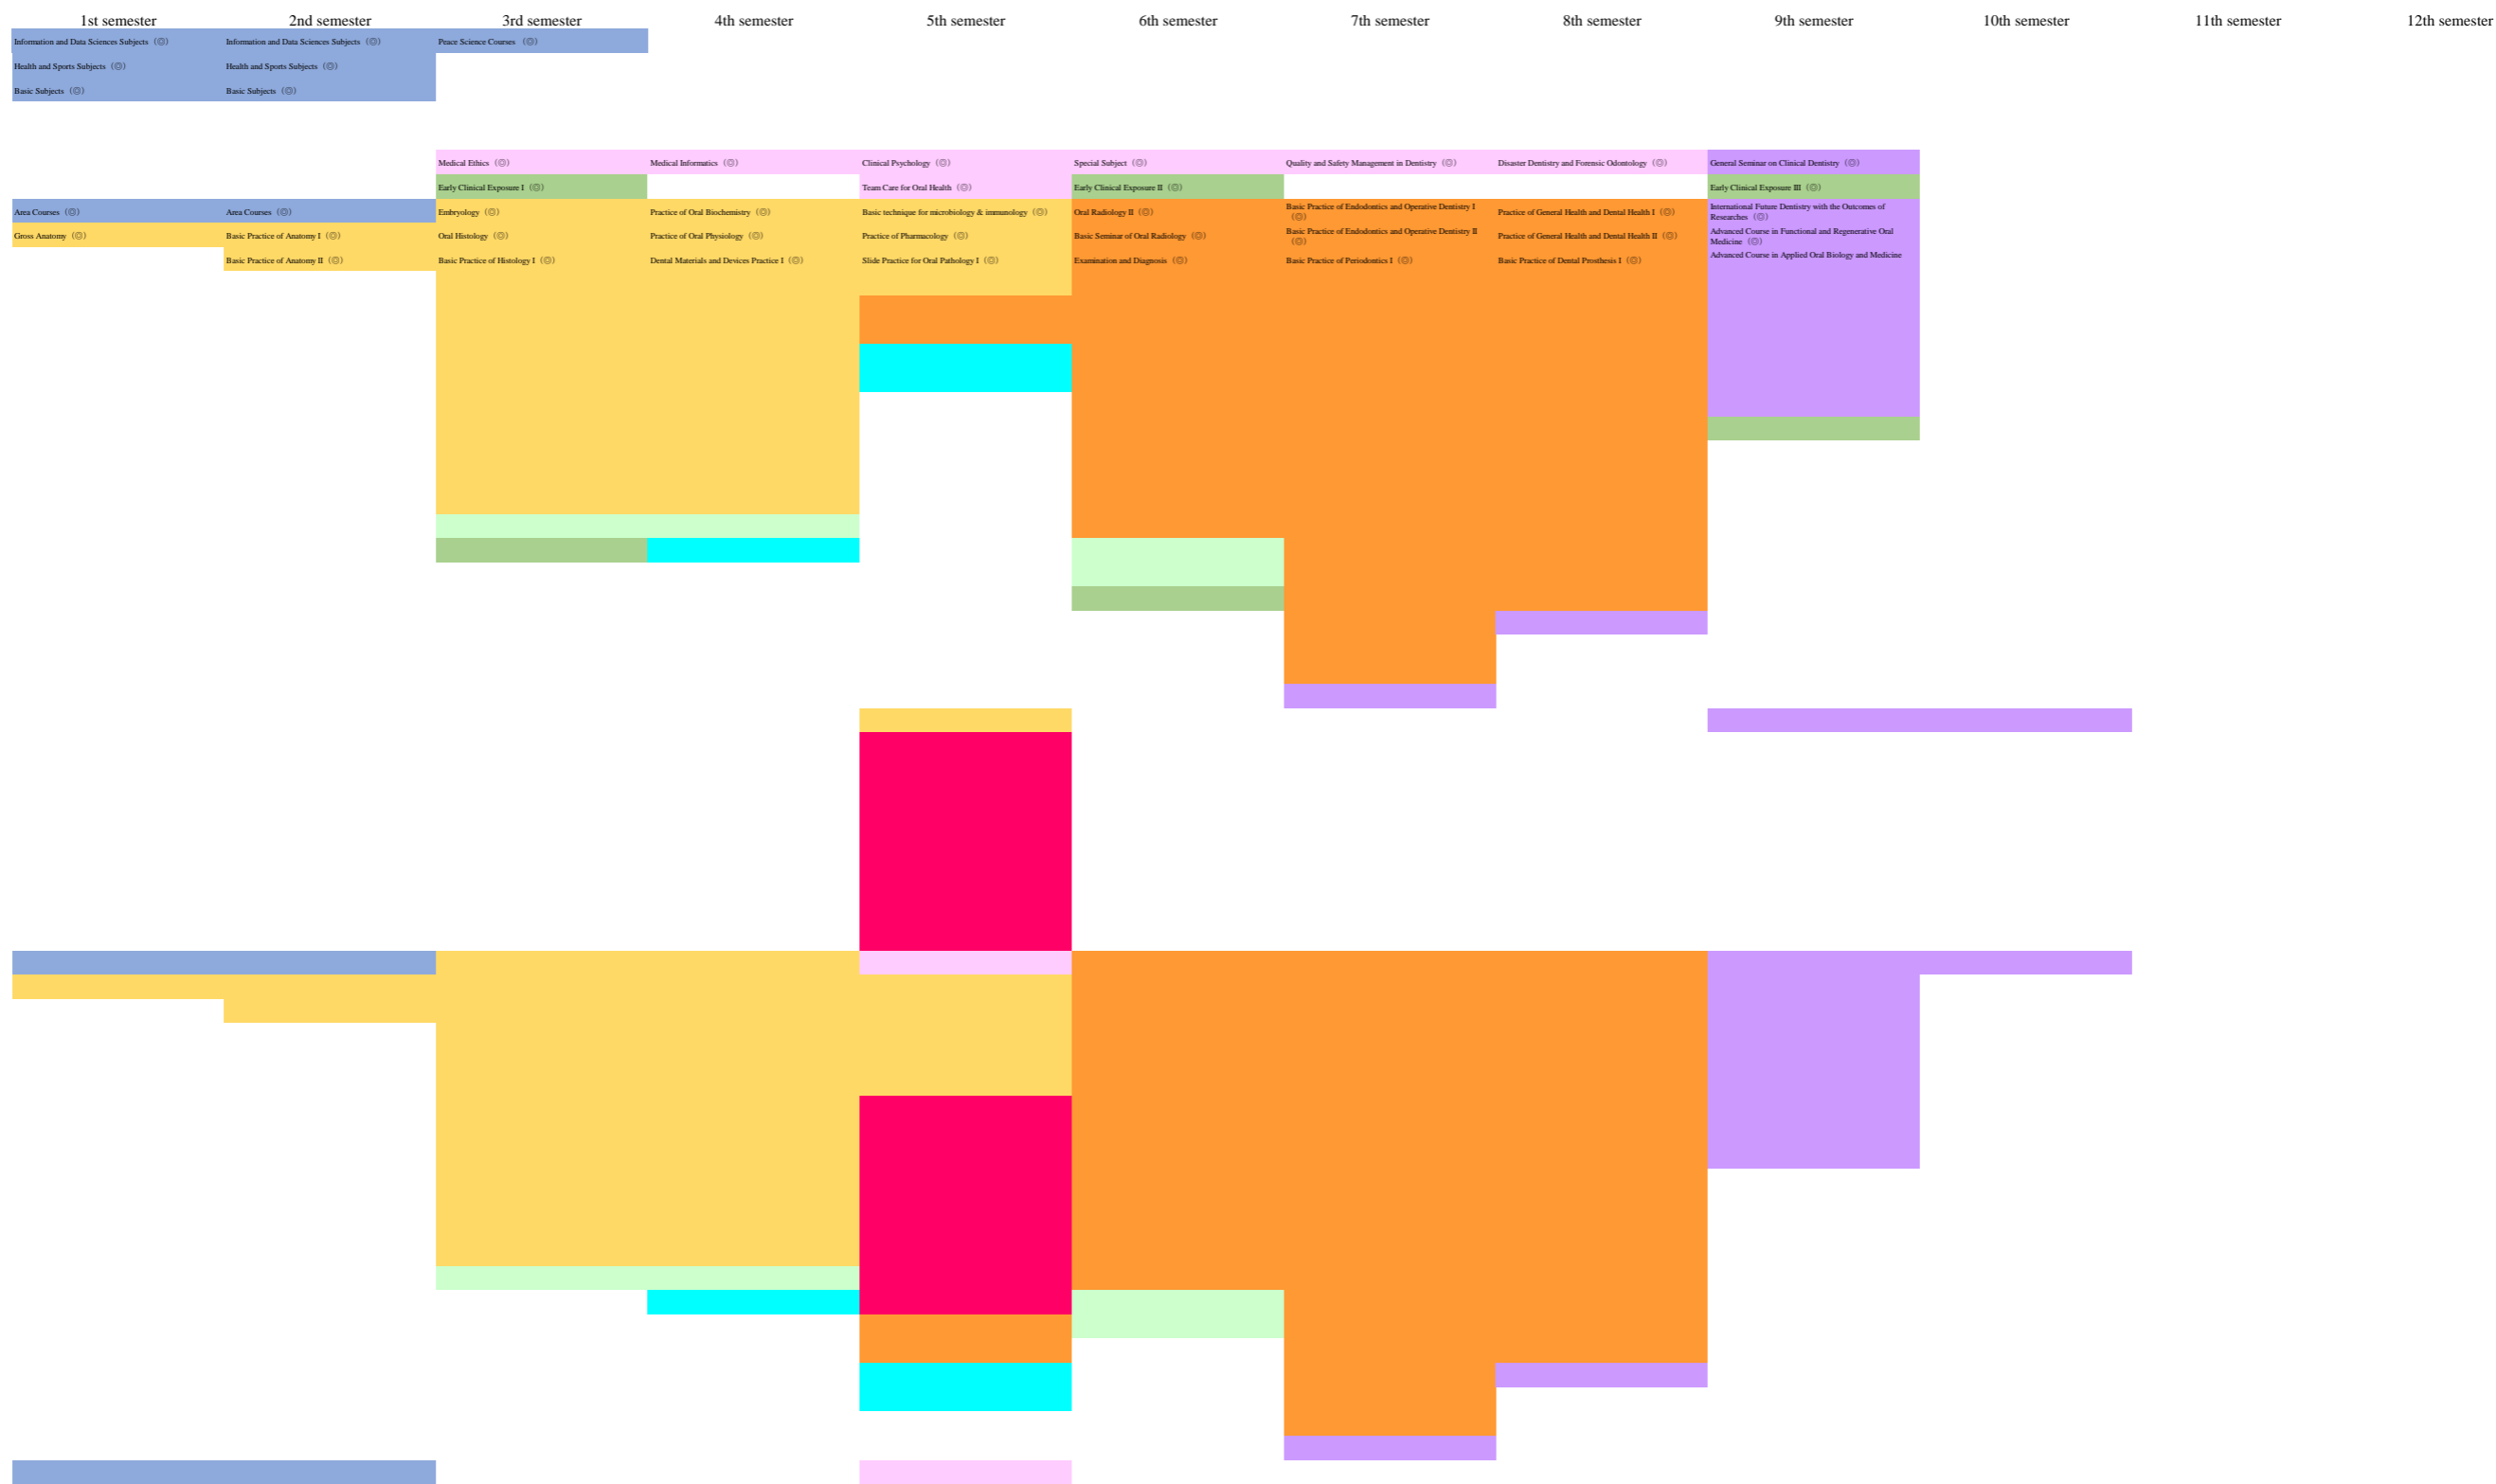 1st semester 2nd semester 3rd semester 4th semester 5th semester 6th semester 7th semester 8th semester 9th semester 10th semester 11th semester 12th semester
Information and Data Sciences Subjects (◎) Information and Data Sciences Subjects (◎) Peace Science Courses (◎)
Health and Sports Subjects (◎) Health and Sports Subjects (◎)
Basic Subjects (◎) Basic Subjects (◎)
Medical Ethics (◎) Medical Informatics (◎) Clinical Psychology (◎) Special Subject (◎) Quality and Safety Management in Dentistry (◎) Disaster Dentistry and Forensic Odontology (◎) General Seminar on Clinical Dentistry (◎)
Early Clinical Exposure I (◎) Team Care for Oral Health (◎) Early Clinical Exposure II (◎) Early Clinical Exposure III (◎)
Area Courses (◎) Area Courses (◎) Embryology (◎) Practice of Oral Biochemistry (◎) Basic technique for microbiology & immunology (◎) Oral Radiology II (◎) Basic Practice of Endodontics and Operative Dentistry I (◎) Practice of General Health and Dental Health I (◎) International Future Dentistry with the Outcomes of Researches (◎)
Gross Anatomy (◎) Basic Practice of Anatomy I (◎) Oral Histology (◎) Practice of Oral Physiology (◎) Practice of Pharmacology (◎) Basic Seminar of Oral Radiology (◎) Basic Practice of Endodontics and Operative Dentistry II (◎) Practice of General Health and Dental Health II (◎) Advanced Course in Functional and Regenerative Oral Medicine (◎)
Basic Practice of Anatomy II (◎) Basic Practice of Histology I (◎) Dental Materials and Devices Practice I (◎) Slide Practice for Oral Pathology I (◎) Examination and Diagnosis (◎) Basic Practice of Periodontics I (◎) Basic Practice of Dental Prosthesis I (◎) Advanced Course in Applied Oral Biology and Medicine